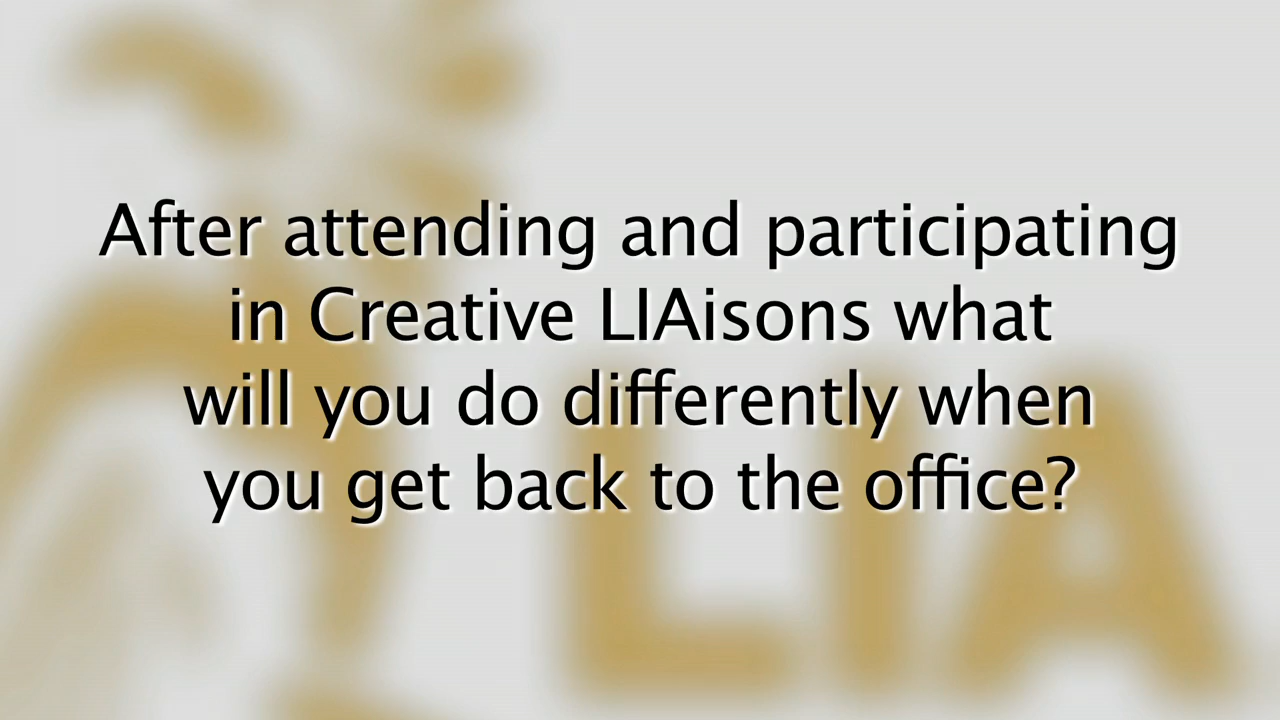 After attending and participating
in Creative LIAisons what
will you do differently when
you get back to the office?
LIA